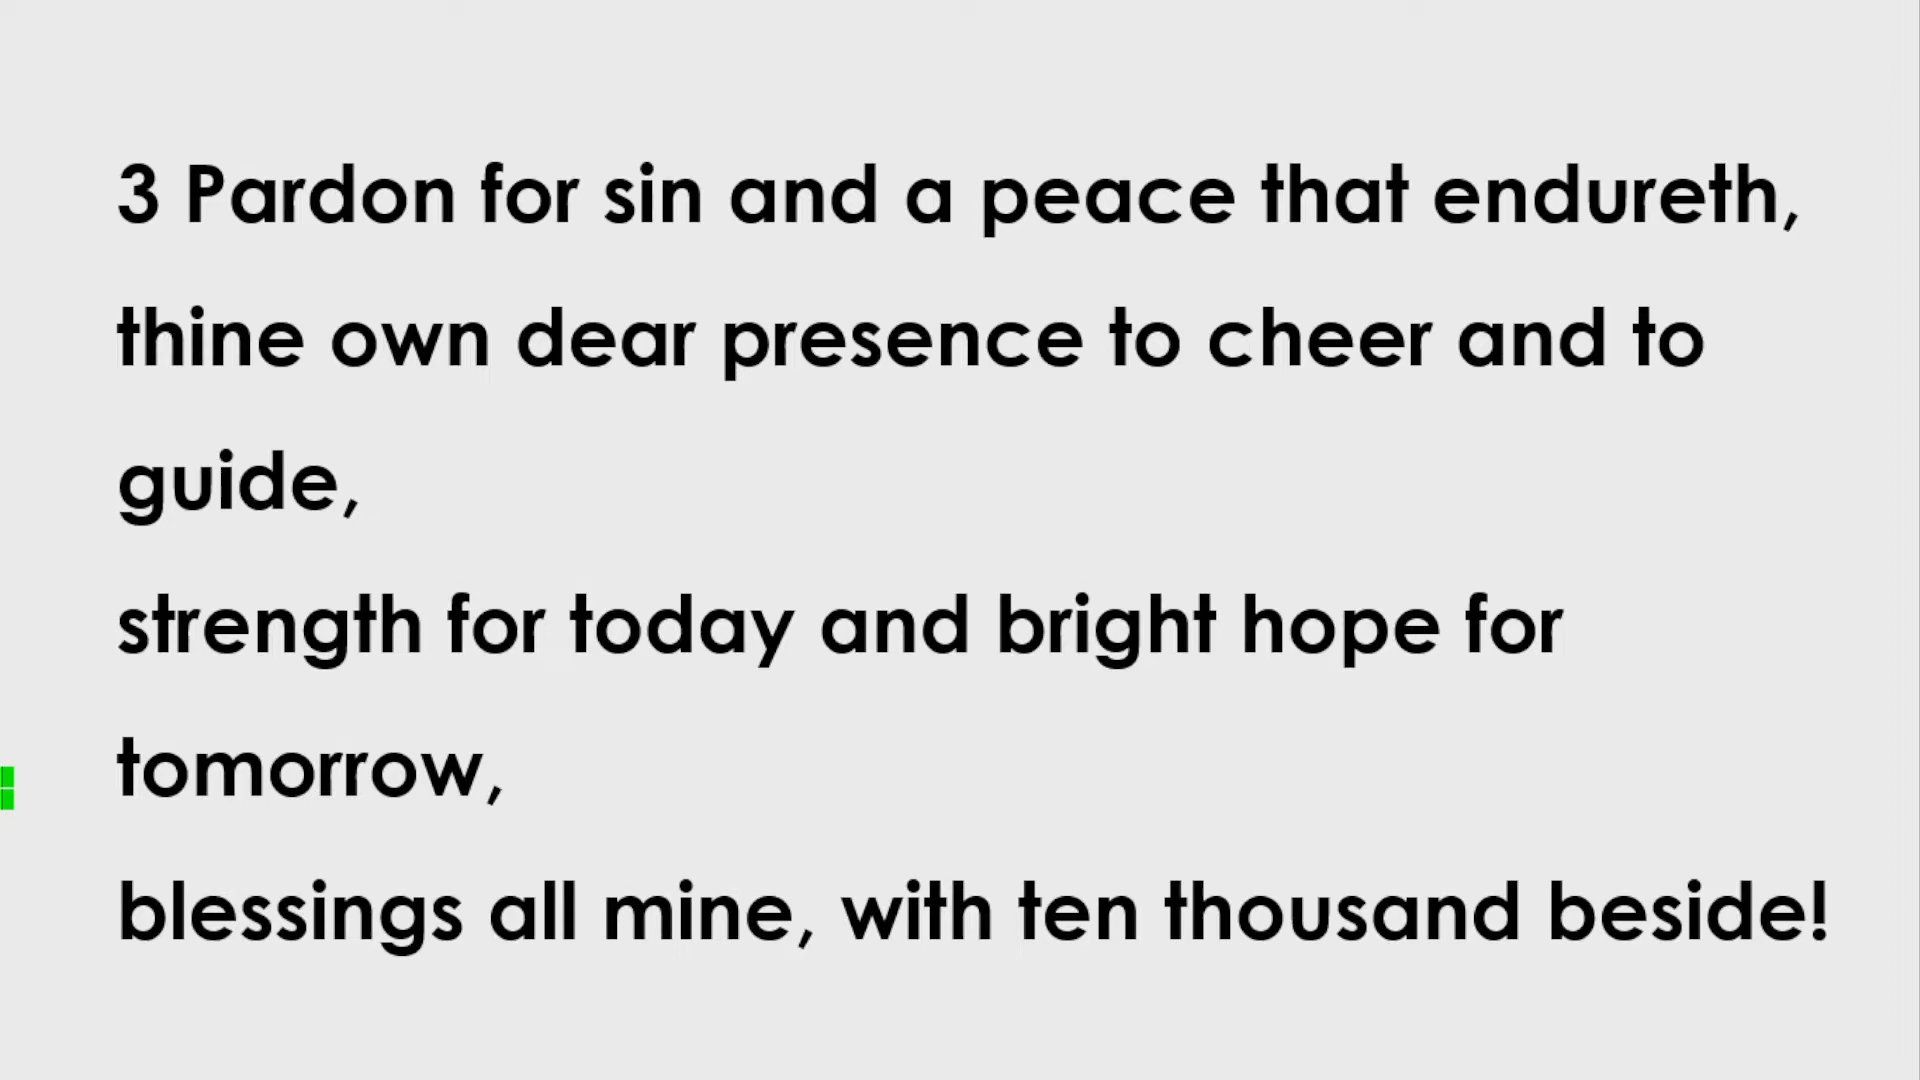 3 Pardon for sin and a peace that endureth,
thine own dear presence to cheer and to
guide,
strength for today and bright hope for
tomorrow,
blessings all mine, with ten thousand beside!